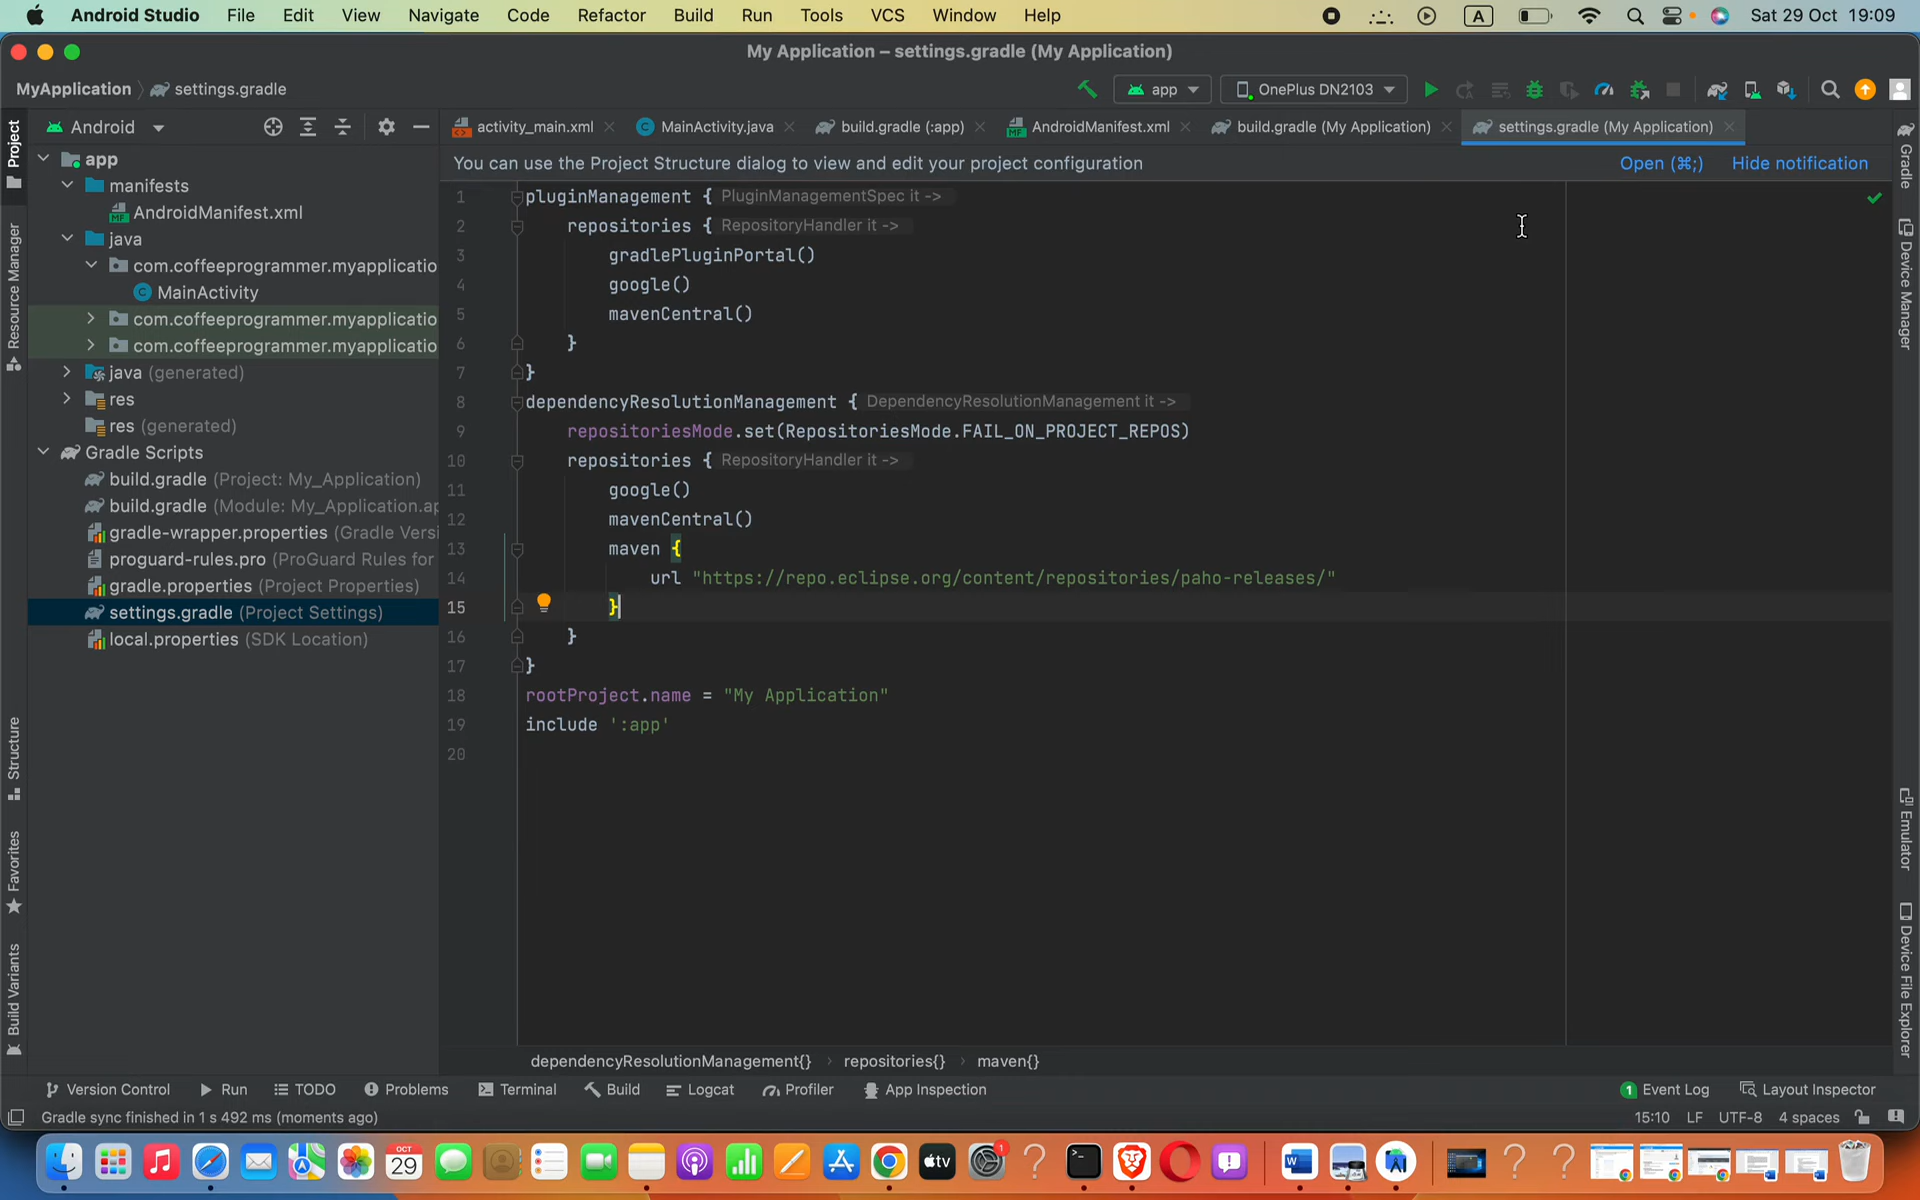 Android Studio File Edit View Navigate Code Refactor Build Run Tools VCS Window Help A Sat 29 Oct 19:09
My Application – settings.gradle (My Application)
MyApplication settings.gradle app OnePlus DN2103
Project
Android
activity_main.xml MainActivity.java build.gradle (:app) AndroidManifest.xml build.gradle (My Application) settings.gradle (My Application)
You can use the Project Structure dialog to view and edit your project configuration Open (⌘;) Hide notification
app
manifests
AndroidManifest.xml
java
com.coffeeprogrammer.myapplicatio
MainActivity
com.coffeeprogrammer.myapplicatio
com.coffeeprogrammer.myapplicatio
java (generated)
res
res (generated)
Gradle Scripts
build.gradle (Project: My_Application)
build.gradle (Module: My_Application.ap
gradle-wrapper.properties (Gradle Versi
proguard-rules.pro (ProGuard Rules for
gradle.properties (Project Properties)
settings.gradle (Project Settings)
local.properties (SDK Location)
Resource Manager
Structure
Favorites
Build Variants
1 pluginManagement { PluginManagementSpec it ->
2 repositories { RepositoryHandler it ->
3 gradlePluginPortal()
4 google()
5 mavenCentral()
6 }
7 }
8 dependencyResolutionManagement { DependencyResolutionManagement it ->
9 repositoriesMode.set(RepositoriesMode.FAIL_ON_PROJECT_REPOS)
10 repositories { RepositoryHandler it ->
11 google()
12 mavenCentral()
13 maven {
14 url "https://repo.eclipse.org/content/repositories/paho-releases/"
15 }
16 }
17 }
18 rootProject.name = "My Application"
19 include ':app'
20
Gradle
Device Manager
Emulator
Device File Explorer
dependencyResolutionManagement{} repositories{} maven{}
Version Control Run TODO Problems Terminal Build Logcat Profiler App Inspection 1 Event Log Layout Inspector
Gradle sync finished in 1 s 492 ms (moments ago) 15:10 LF UTF-8 4 spaces
OCT
29
tv
1